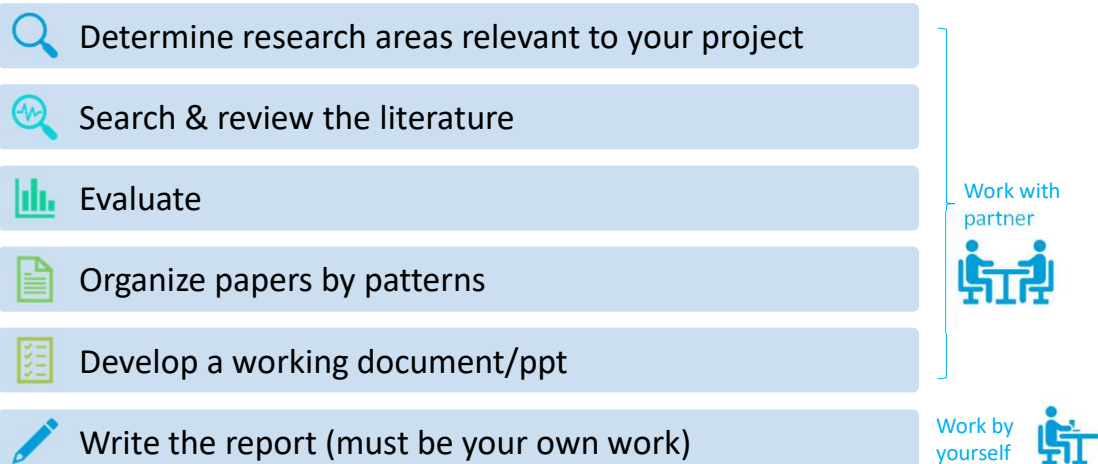 Determine research areas relevant to your project
Search & review the literature
Evaluate
Work with
partner
Organize papers by patterns
Develop a working document/ppt
Write the report (must be your own work)
Work by
yourself